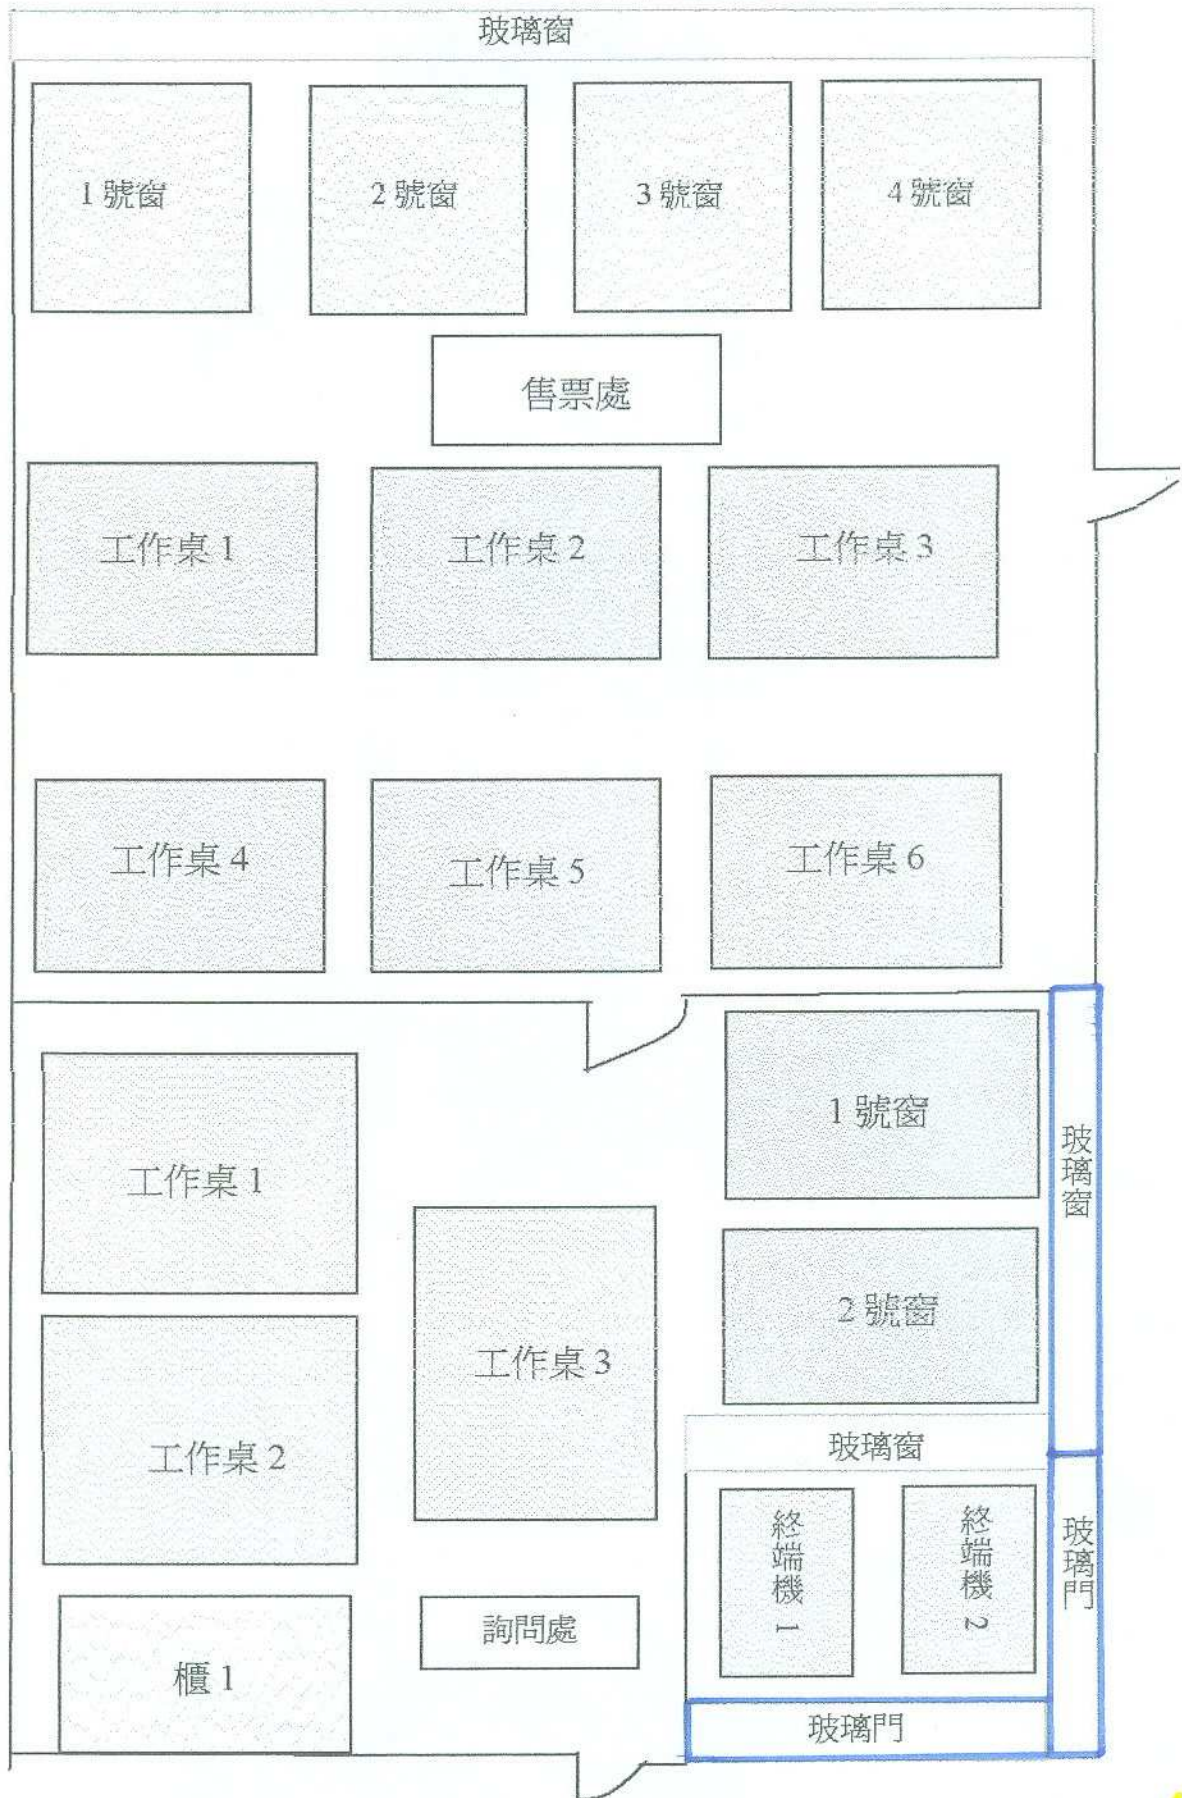 玻璃窗
1 號窗
2 號窗
3 號窗
4 號窗
售票處
工作桌 1
工作桌 2
工作桌 3
工作桌 4
工作桌 5
工作桌 6
1 號窗
玻璃窗
工作桌 1
2 號窗
工作桌 3
工作桌 2
玻璃窗
終端機 1
終端機 2
玻璃門
詢問處
櫃 1
玻璃門